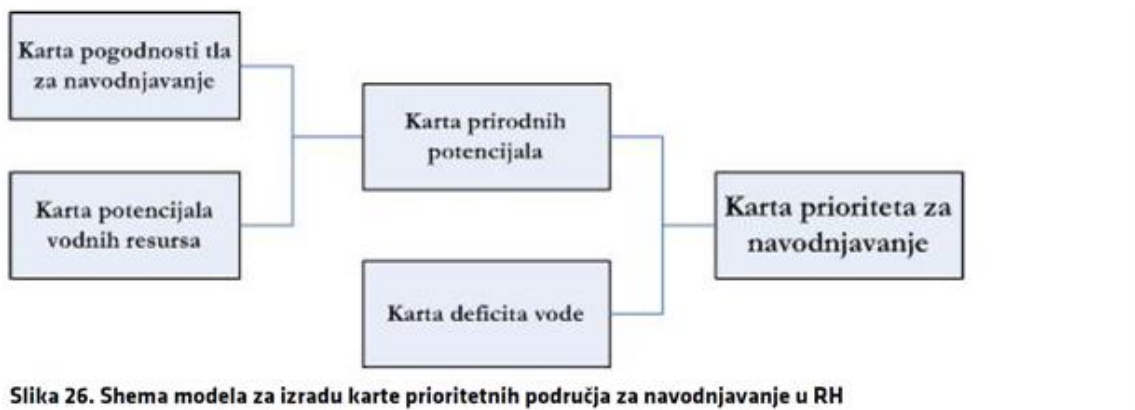 Karta pogodnosti tla
za navodnjavanje
Karta potencijala
vodnih resursa
Karta prirodnih
potencijala
Karta deficita vode
Karta prioriteta za
navodnjavanje
Slika 26. Shema modela za izradu karte prioritetnih područja za navodnjavanje u RH